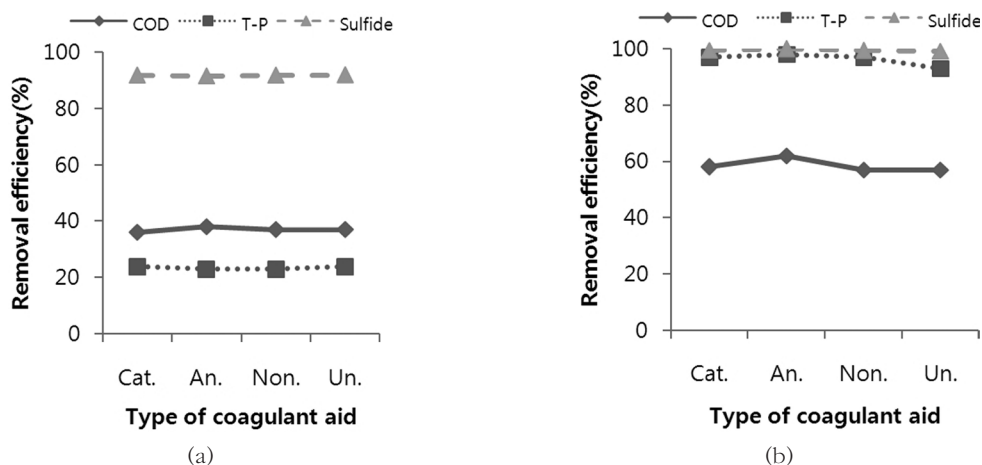 COD T-P Sulfide
Removal efficiency(%)
100
80
60
40
20
0
Cat. An. Non. Un.
Type of coagulant aid
(a)
COD T-P Sulfide
Removal efficiency(%)
100
80
60
40
20
0
Cat. An. Non. Un.
Type of coagulant aid
(b)